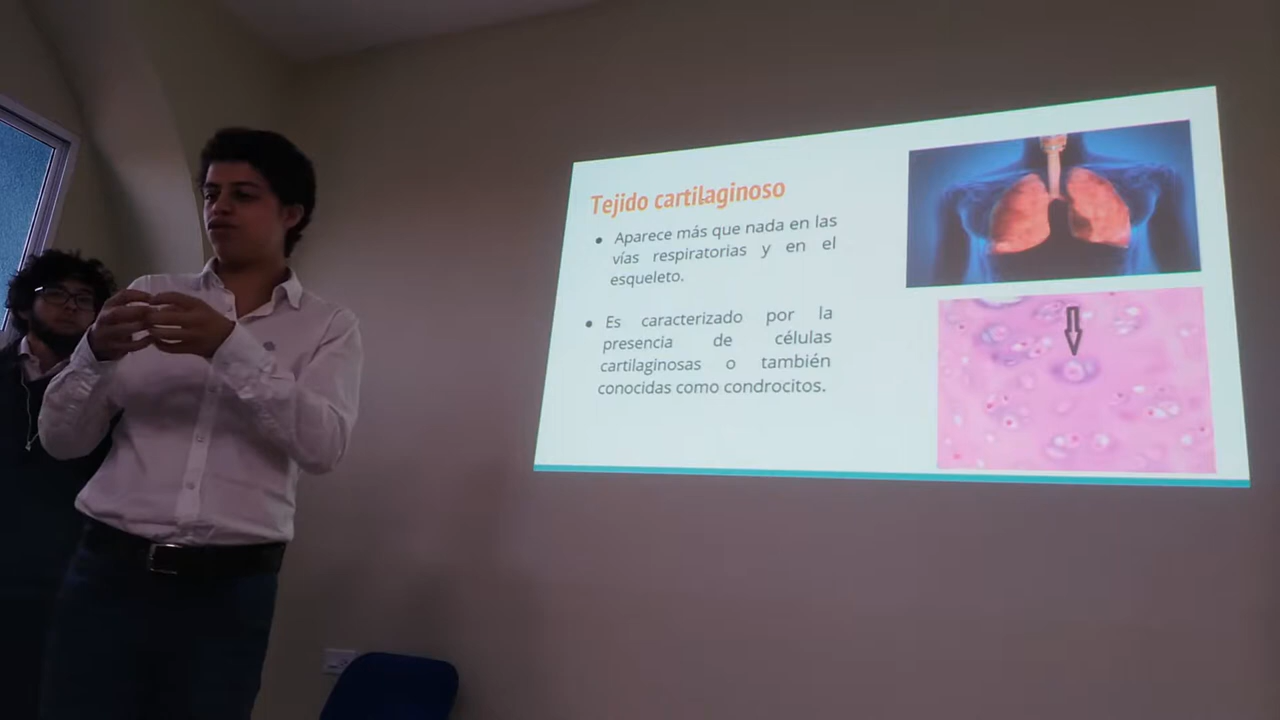 Tejido cartilaginoso
• Aparece más que nada en las
vías respiratorias y en el
esqueleto.
• Es caracterizado por la
presencia de células
cartilaginosas o también
conocidas como condrocitos.